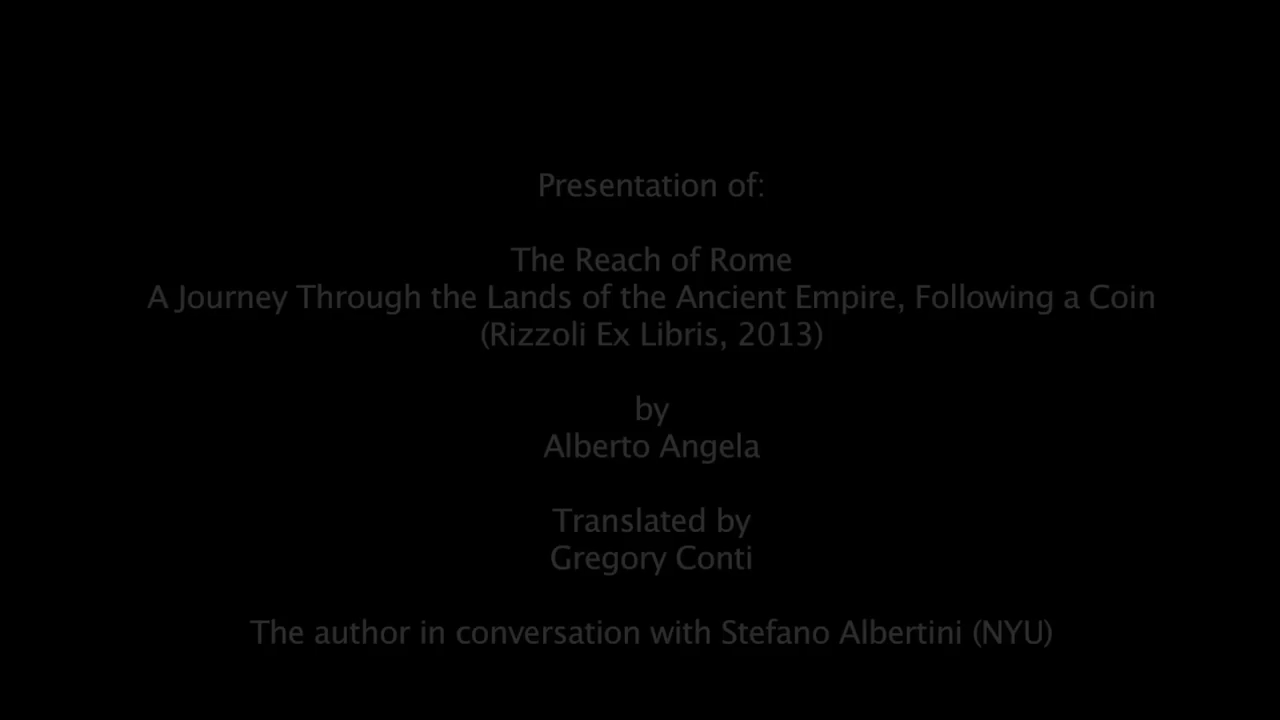 Presentation of:
The Reach of Rome
A Journey Through the Lands of the Ancient Empire, Following a Coin
(Rizzoli Ex Libris, 2013)
by
Alberto Angela
Translated by
Gregory Conti
The author in conversation with Stefano Albertini (NYU)